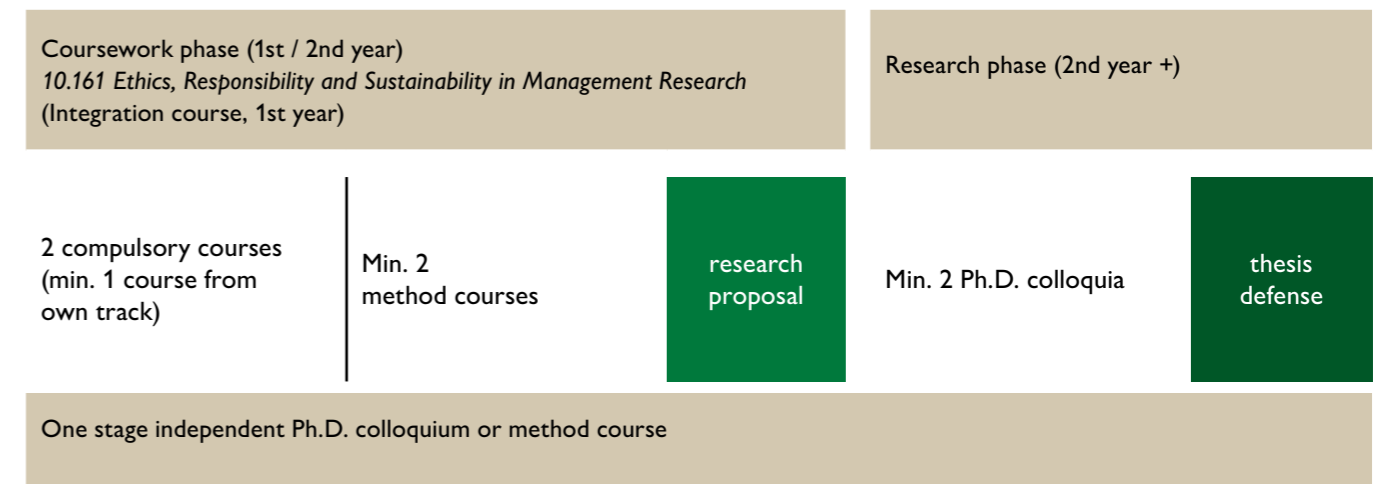 Coursework phase (1st / 2nd year)
10.161 Ethics, Responsibility and Sustainability in Management Research
(Integration course, 1st year)
Research phase (2nd year +)
2 compulsory courses
(min. 1 course from
own track)
Min. 2
method courses
research
proposal
Min. 2 Ph.D. colloquia
thesis
defense
One stage independent Ph.D. colloquium or method course